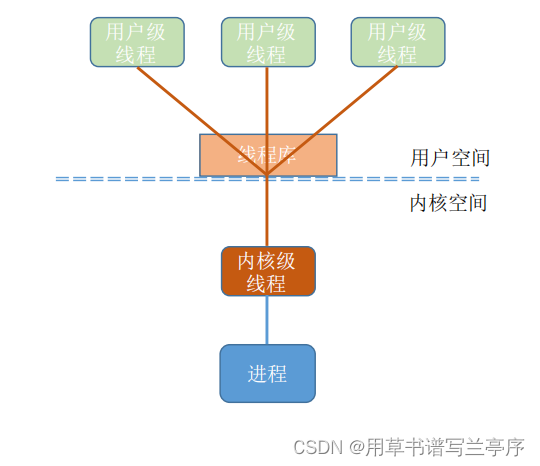 用户级 用户级 用户级
线程 线程 线程
线程库
用户空间
内核空间
内核级
线程
进程
CSDN @用草书谱写兰亭序